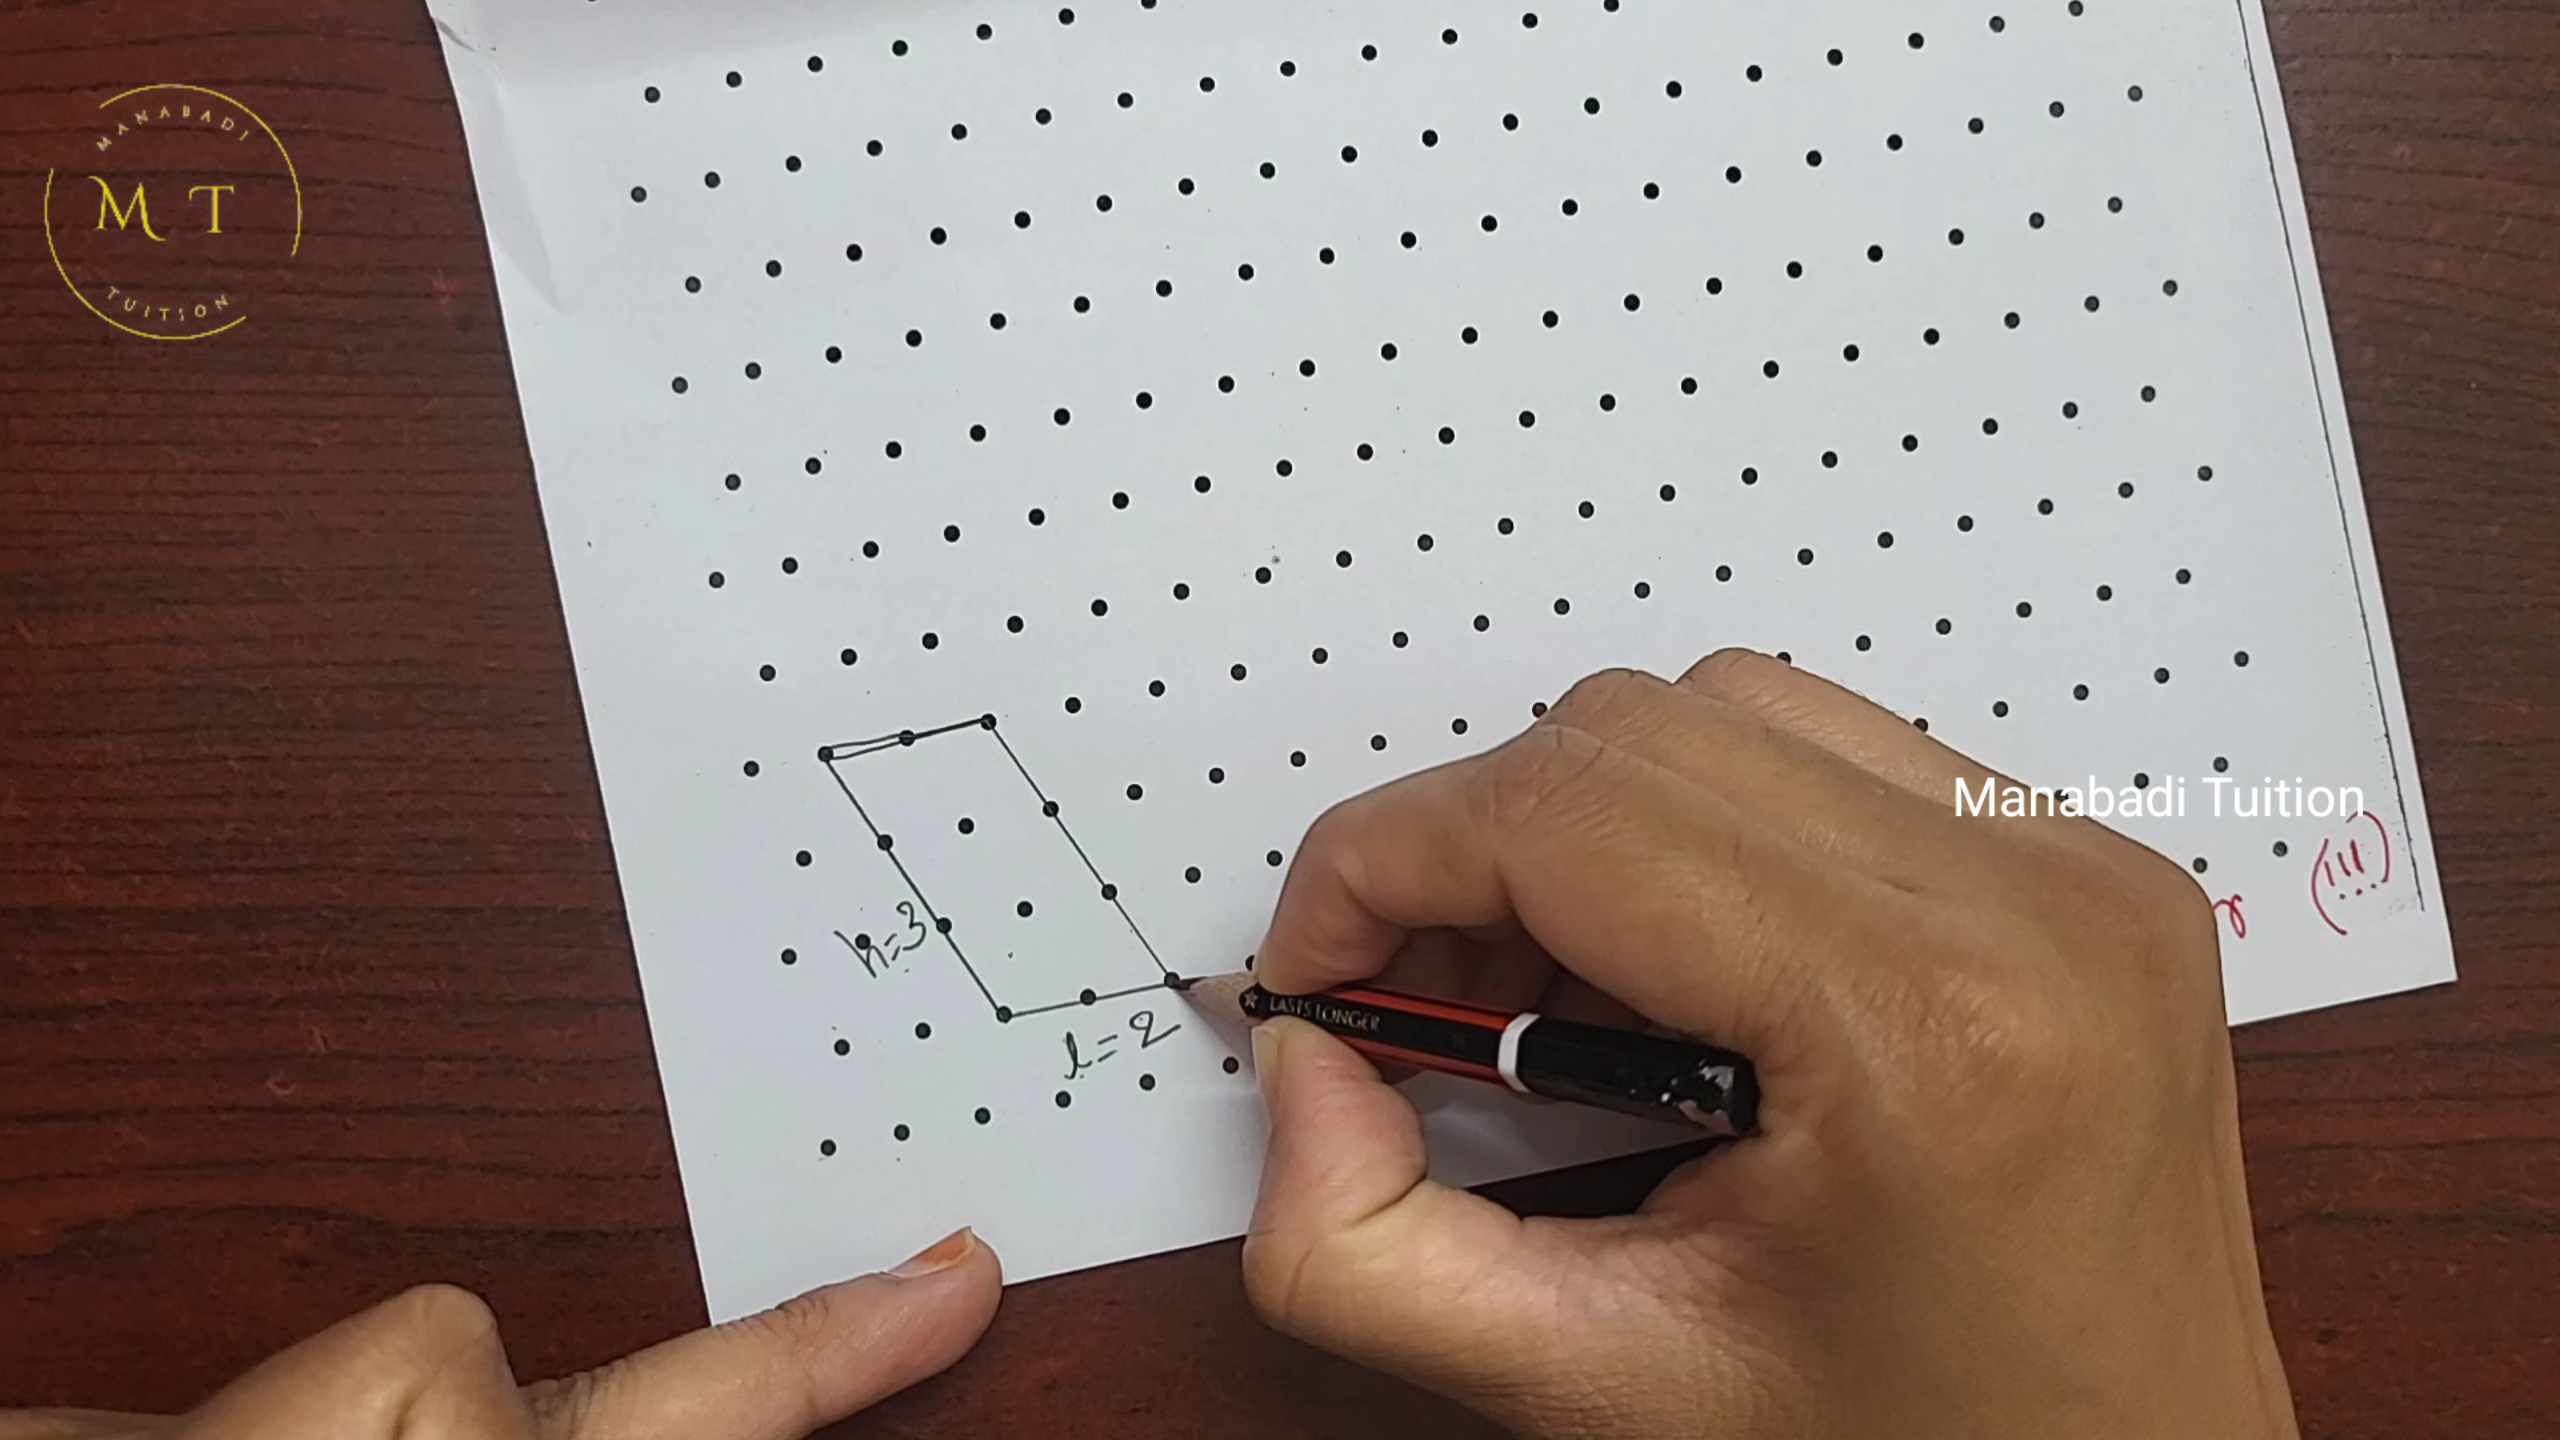 MANABADI
M T
TUITION
Manabadi Tuition
(iii)
h=3
l=2
LASTS LONGER